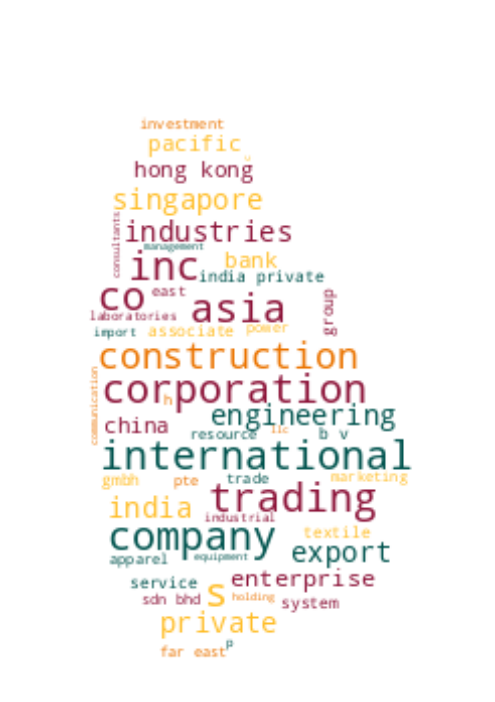 investment
pacific
v
hong kong
singapore
consultants
industries
management
bank
inc
india private
east
co
asia
group
laboratories
import
associate
power
construction
communication
corporation
h
engineering
china
llc
resource
b v
international
gmbh
pte
trade
marketing
trading
india
industrial
company
textile
export
equipment
apparel
service
enterprise
s
holding
sdn bhd
system
private
p
far east